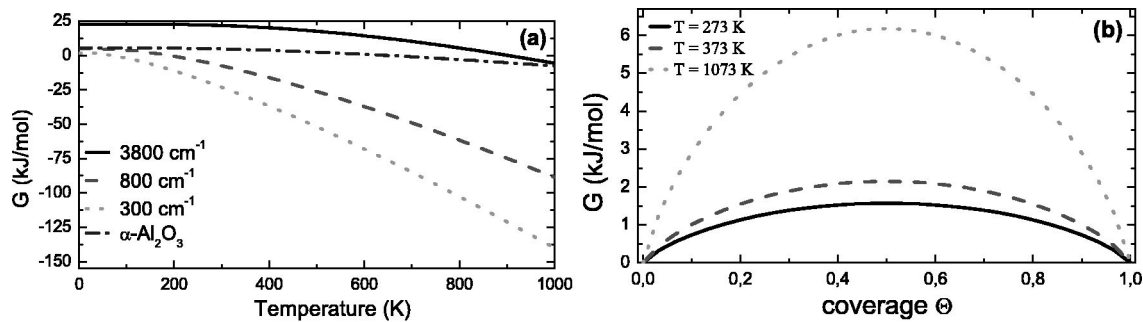 25
0
-25
-50
-75
-100
-125
-150
G (kJ/mol)
(a)
3800 cm⁻¹
800 cm⁻¹
300 cm⁻¹
α-Al₂O₃
0 200 400 600 800 1000
Temperature (K)
6
5
4
3
2
1
0
G (kJ/mol)
(b)
T = 273 K
T = 373 K
T = 1073 K
0,0 0,2 0,4 0,6 0,8 1,0
coverage Θ